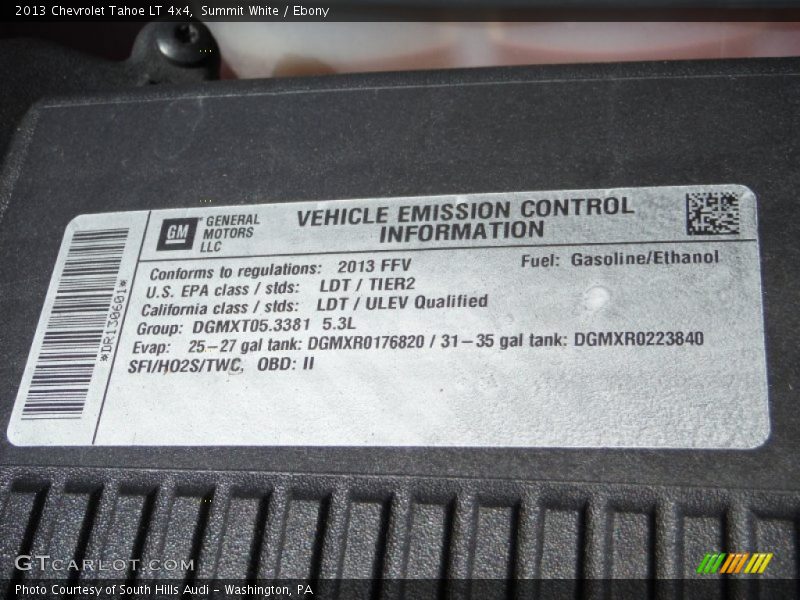 2013 Chevrolet Tahoe LT 4x4, Summit White / Ebony
GM
GENERAL
MOTORS
LLC
VEHICLE EMISSION CONTROL
INFORMATION
Conforms to regulations: 2013 FFV
Fuel: Gasoline/Ethanol
U.S. EPA class / stds: LDT / TIER2
California class / stds: LDT / ULEV Qualified
Group: DGMXT05.3381 5.3L
Evap: 25-27 gal tank: DGMXR0176820 / 31-35 gal tank: DGMXR0223840
SFI/HO2S/TWC, OBD: II
*DR130601*
GTcarlot.com
Photo Courtesy of South Hills Audi - Washington, PA